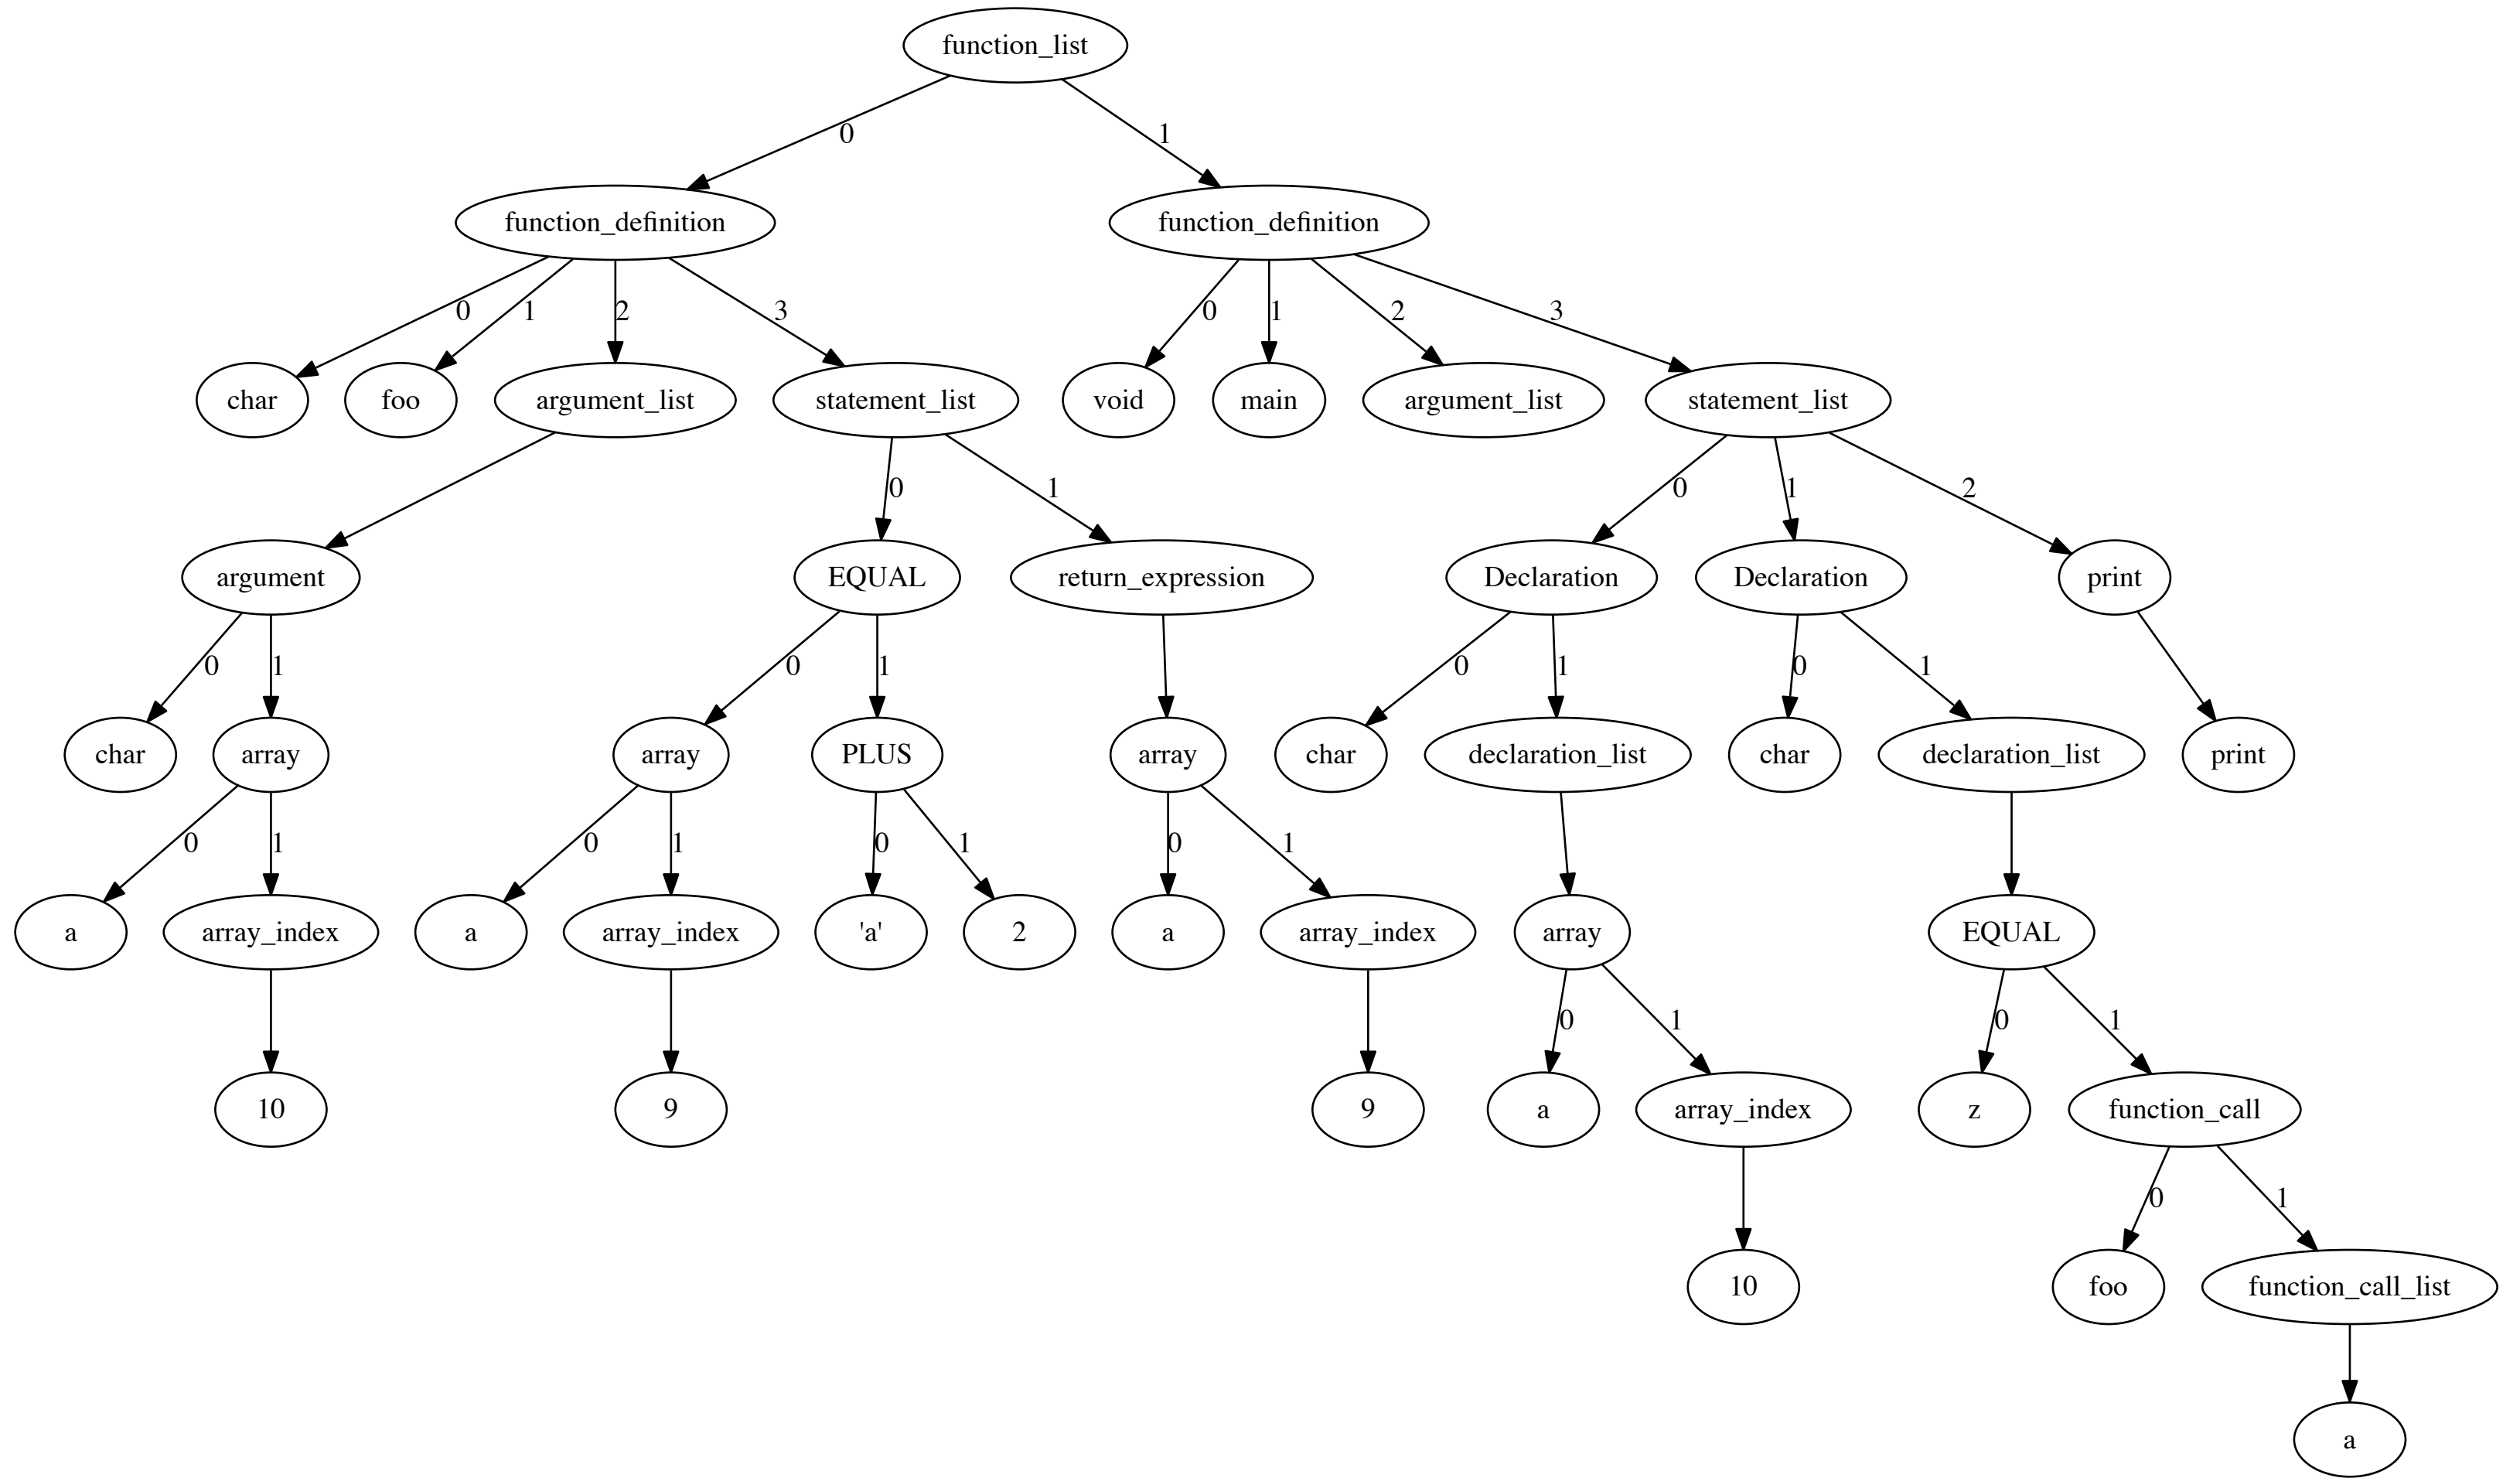 function_list
0 1
function_definition function_definition
0 1 2 3 0 1 2 3
char foo argument_list statement_list void main argument_list statement_list
0 1 0 1 2
argument EQUAL return_expression Declaration Declaration print
0 1 0 1 0 1 0 1
char array array PLUS array char declaration_list char declaration_list print
0 1 0 1 0 1 0 1
a array_index a array_index 'a' 2 a array_index array EQUAL
0 1 0 1
10 9 9 a array_index z function_call
0 1
10 foo function_call_list
a